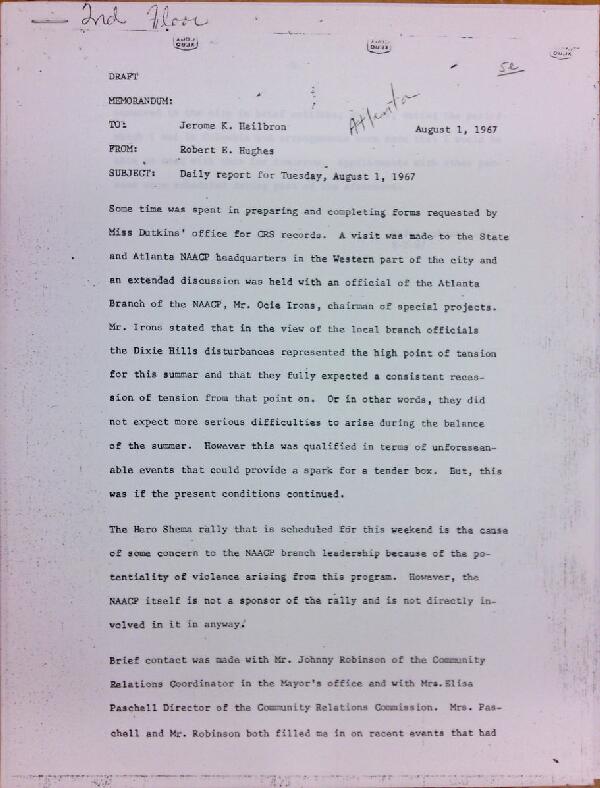 2nd Floor
Se
DRAFT
Atlanta
MEMORANDUM:
TO: Jerome K. Heilbron August 1, 1967
FROM: Robert E. Hughes
SUBJECT: Daily report for Tuesday, August 1, 1967
Some time was spent in preparing and completing forms requested by
Miss Dutkins' office for CRS records. A visit was made to the State
and Atlanta NAACP headquarters in the Western part of the city and
an extended discussion was held with an official of the Atlanta
Branch of the NAACP, Mr. Ocie Irons, chairman of special projects.
Mr. Irons stated that in the view of the local branch officials
the Dixie Hills disturbances represented the high point of tension
for this summer and that they fully expected a consistent reces-
sion of tension from that point on. Or in other words, they did
not expect more serious difficulties to arise during the balance
of the summer. However this was qualified in terms of unforeseen-
able events that could provide a spark for a tender box. But, this
was if the present conditions continued.
The Hero Shema rally that is scheduled for this weekend is the cause
of some concern to the NAACP branch leadership because of the po-
tentiality of violence arising from this program. However, the
NAACP itself is not a sponsor of the rally and is not directly in-
volved in it in anyway.
Brief contact was made with Mr. Johnny Robinson of the Community
Relations Coordinator in the Mayor's office and with Mrs. Elisa
Paschell Director of the Community Relations Commission. Mrs. Pas-
chell and Mr. Robinson both filled me in on recent events that had